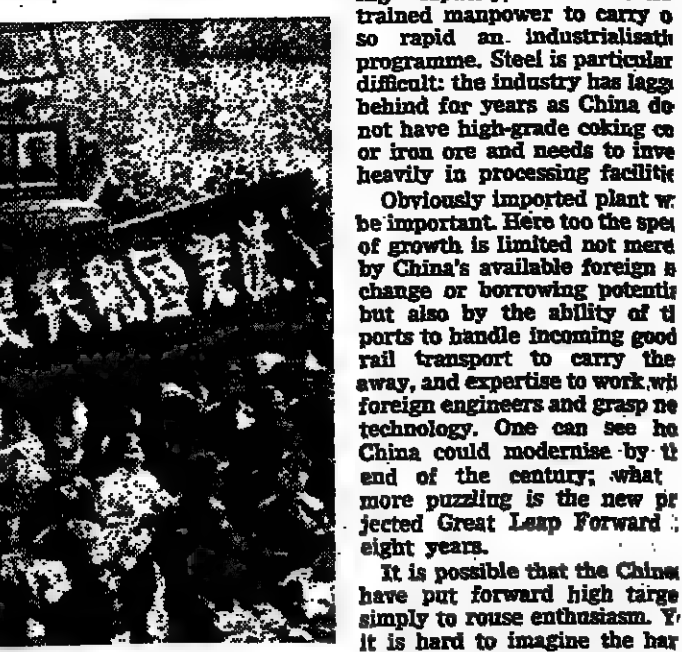 trained manpower to carry o
so rapid an industrialisati
programme. Steel is particular
difficult: the industry has lagg
behind for years as China do
not have high-grade coking co
or iron ore and needs to inve
heavily in processing facilitie
Obviously imported plant w
be important. Here too the spe
of growth is limited not mere
by China's available foreign e
change or borrowing potentia
but also by the ability of t
ports to handle incoming good
rail transport to carry the
away, and expertise to work wi
foreign engineers and grasp ne
technology. One can see ho
China could modernise by t
end of the century; what
more puzzling is the new pr
jected Great Leap Forward
eight years.
It is possible that the Chine
have put forward high targe
simply to rouse enthusiasm. Y
it is hard to imagine the har